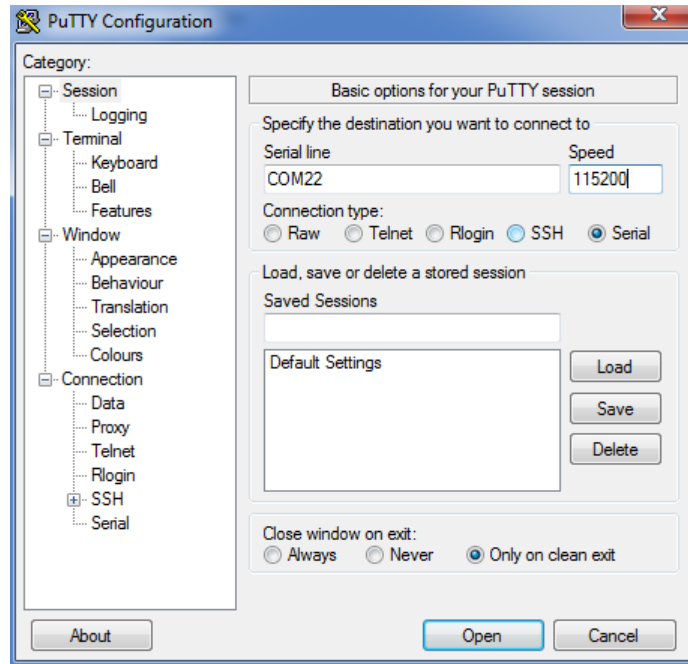 PuTTY Configuration
Category:
Session
Logging
Terminal
Keyboard
Bell
Features
Window
Appearance
Behaviour
Translation
Selection
Colours
Connection
Data
Proxy
Telnet
Rlogin
SSH
Serial
About
Basic options for your PuTTY session
Specify the destination you want to connect to
Serial line Speed
COM22 115200
Connection type:
Raw Telnet Rlogin SSH Serial
Load, save or delete a stored session
Saved Sessions
Default Settings
Load
Save
Delete
Close window on exit:
Always Never Only on clean exit
Open Cancel